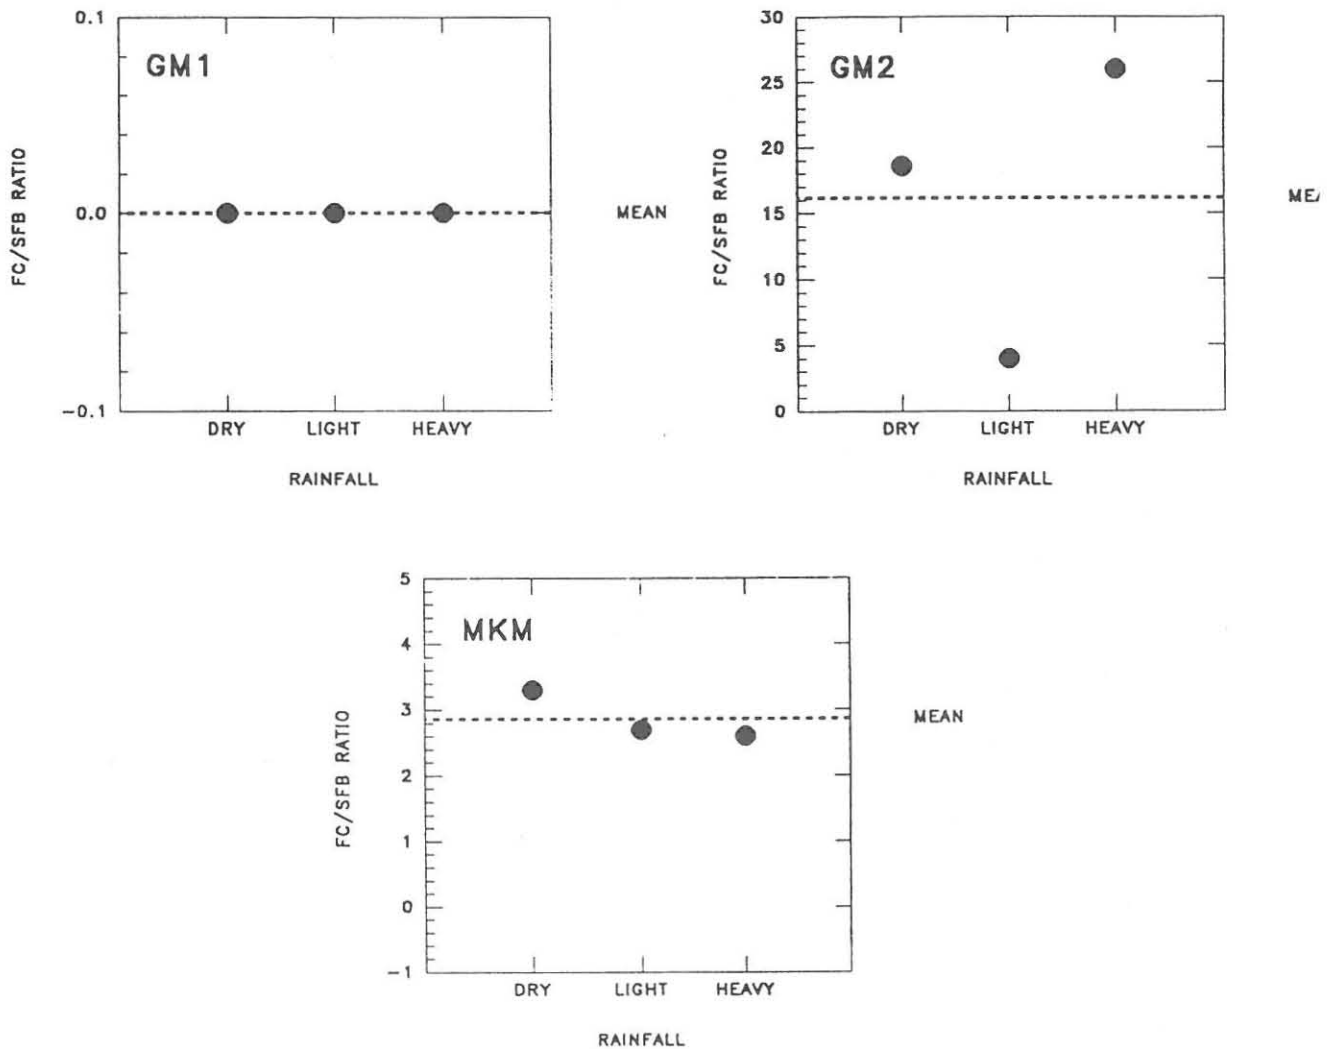 0.1
GM1
FC/SFB RATIO
0.0
MEAN
-0.1
DRY LIGHT HEAVY
RAINFALL
30
GM2
25
20
FC/SFB RATIO
15
10
5
0
DRY LIGHT HEAVY
RAINFALL
5
MKM
4
3
MEAN
FC/SFB RATIO
2
1
0
-1
DRY LIGHT HEAVY
RAINFALL